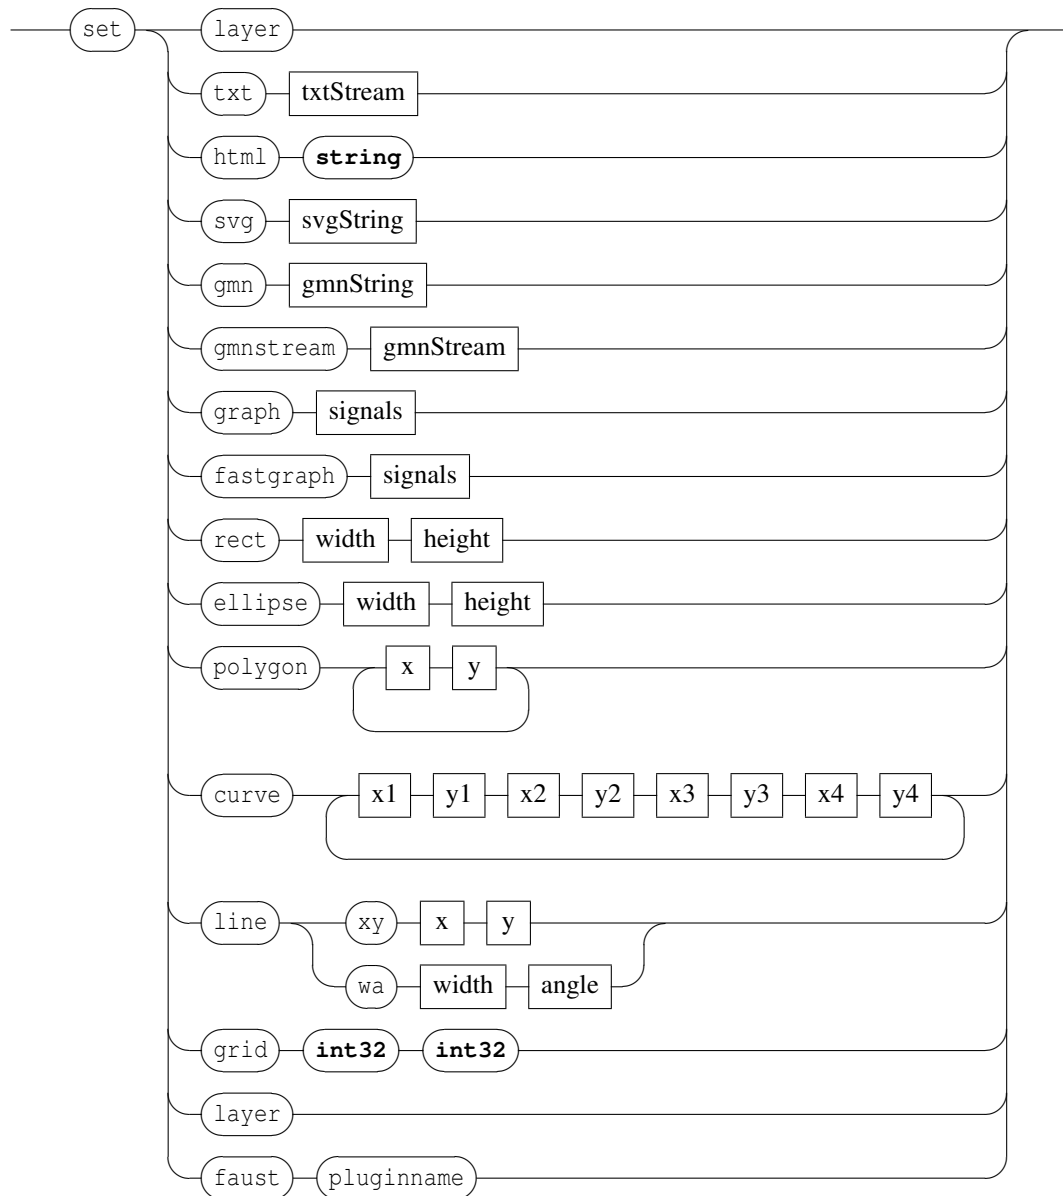 set layer
txt txtStream
html string
svg svgString
gmn gmnString
gmnstream gmnStream
graph signals
fastgraph signals
rect width height
ellipse width height
polygon x y
curve x1 y1 x2 y2 x3 y3 x4 y4
line xy x y
wa width angle
grid int32 int32
layer
faust pluginname